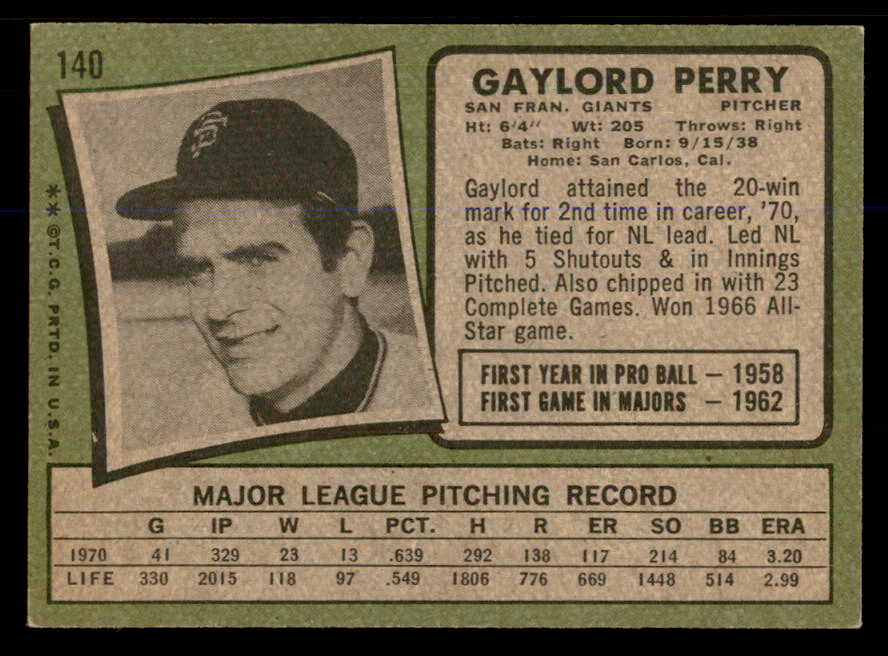 140
SF
**©T.C.G. PRTD. IN U.S.A.
GAYLORD PERRY
SAN FRAN. GIANTS PITCHER
Ht: 6'4" Wt: 205 Throws: Right
Bats: Right Born: 9/15/38
Home: San Carlos, Cal.
Gaylord attained the 20-win
mark for 2nd time in career, '70,
as he tied for NL lead. Led NL
with 5 Shutouts & in Innings
Pitched. Also chipped in with 23
Complete Games. Won 1966 All-
Star game.
FIRST YEAR IN PRO BALL — 1958
FIRST GAME IN MAJORS — 1962
MAJOR LEAGUE PITCHING RECORD
G IP W L PCT. H R ER SO BB ERA
1970 41 329 23 13 .639 292 138 117 214 84 3.20
LIFE 330 2015 118 97 .549 1806 776 669 1448 514 2.99